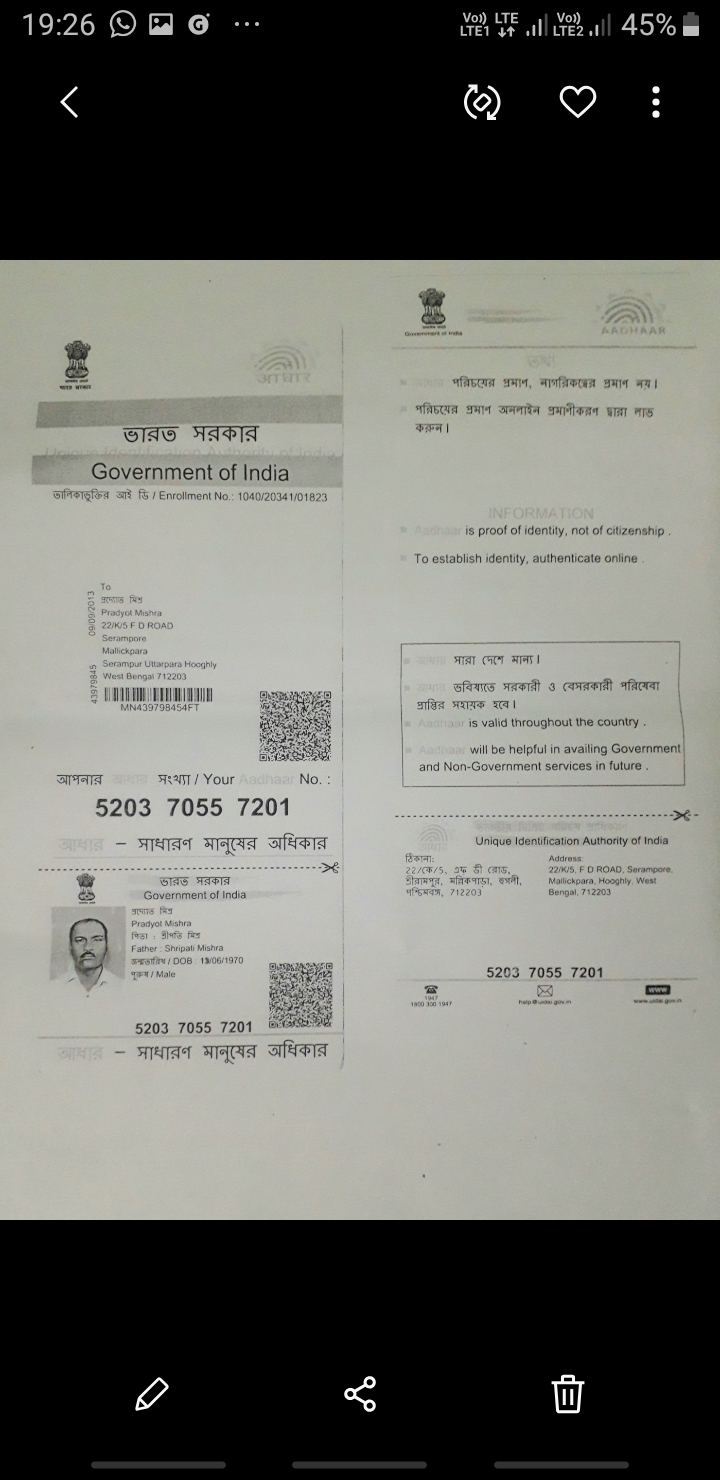 19:26
Vo)) LTE Vo))
LTE1 LTE2 45%
भारत सरकार
आधार
ভারত সরকার
Government of India
তালিকাভুক্তির আই ডি / Enrollment No.: 1040/20341/01823
09/09/2013
43979845
To
প্রদ্যোত মিশ্র
Pradyot Mishra
22/K/5 F D ROAD
Serampore
Mallickpara
Serampur Uttarpara Hooghly
West Bengal 712203
MN439798454FT
আপনার আধার সংখ্যা / Your Aadhaar No. :
5203 7055 7201
আধার – সাধারণ মানুষের অধিকার
ভারত সরকার
Government of India
প্রদ্যোত মিশ্র
Pradyot Mishra
পিতা : শ্রীপতি মিশ্র
Father : Shripati Mishra
জন্মতারিখ / DOB : /06/1970
পুরুষ / Male
5203 7055 7201
আধার – সাধারণ মানুষের অধিকার
Government of India
AADHAAR
তথ্য
পরিচয়ের প্রমাণ, নাগরিকত্বের প্রমাণ নয়।
পরিচয়ের প্রমাণ অনলাইন প্রমাণীকরণ দ্বারা লাভ
করুন।
INFORMATION
Aadhaar is proof of identity, not of citizenship .
To establish identity, authenticate online .
আধার সারা দেশে মান্য।
আধার ভবিষ্যতে সরকারী ও বেসরকারী পরিষেবা
প্রাপ্তির সহায়ক হবে।
Aadhaar is valid throughout the country .
Aadhaar will be helpful in availing Government
and Non-Government services in future .
Unique Identification Authority of India
ঠিকানা:
22/কে/5, এফ ডী রোড,
শ্রীরামপুর, মল্লিকপাড়া, হুগলী,
পশ্চিমবঙ্গ, 712203
Address:
22/K/5, F D ROAD, Serampore,
Mallickpara, Hooghly, West
Bengal, 712203
5203 7055 7201
1947
1800 300 1947
help@uidai.gov.in
www
www.uidai.gov.in